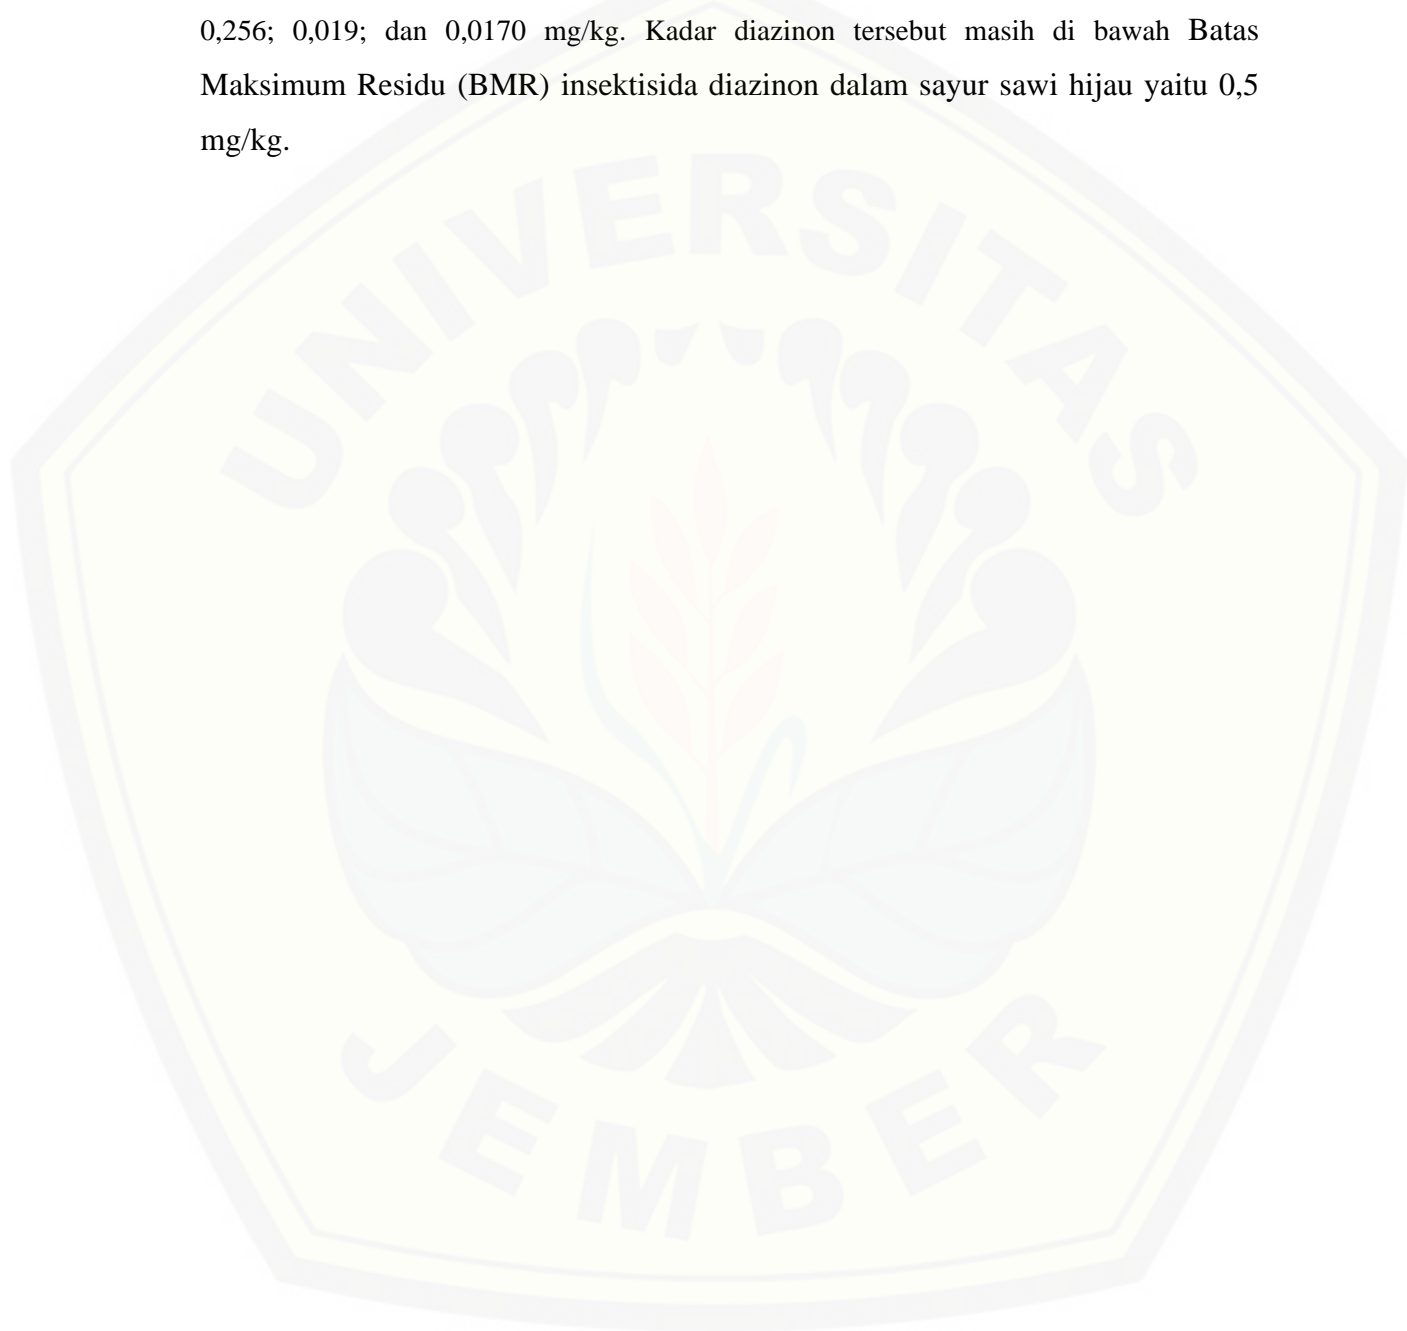 0,256; 0,019; dan 0,0170 mg/kg. Kadar diazinon tersebut masih di bawah Batas
Maksimum Residu (BMR) insektisida diazinon dalam sayur sawi hijau yaitu 0,5
mg/kg.
UNIVERSITAS
JEMBER